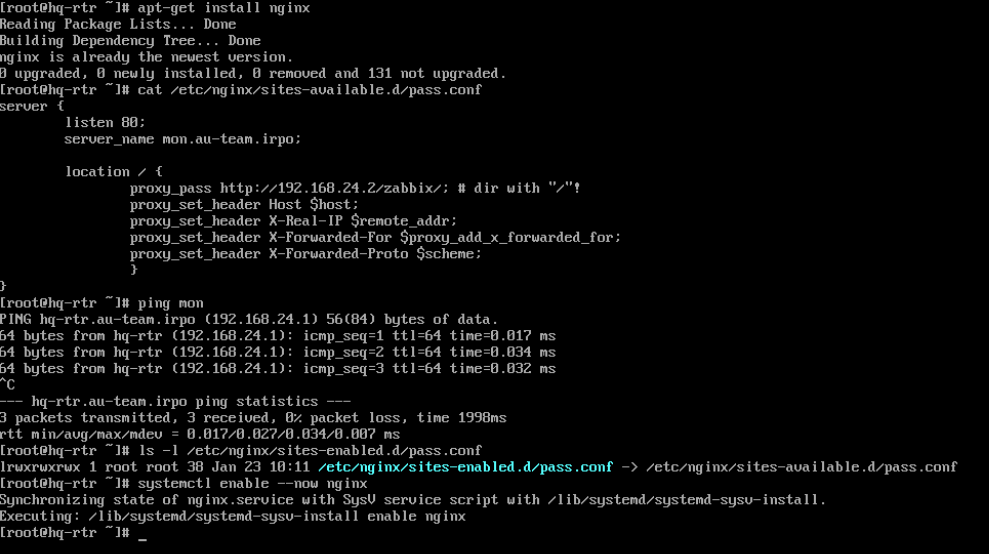 [root@hq-rtr ~]# apt-get install nginx
Reading Package Lists... Done
Building Dependency Tree... Done
nginx is already the newest version.
0 upgraded, 0 newly installed, 0 removed and 131 not upgraded.
[root@hq-rtr ~]# cat /etc/nginx/sites-available.d/pass.conf
server {
        listen 80;
        server_name mon.au-team.irpo;

        location / {
                proxy_pass http://192.168.24.2/zabbix/; # dir with "/"!
                proxy_set_header Host $host;
                proxy_set_header X-Real-IP $remote_addr;
                proxy_set_header X-Forwarded-For $proxy_add_x_forwarded_for;
                proxy_set_header X-Forwarded-Proto $scheme;
                }
}
[root@hq-rtr ~]# ping mon
PING hq-rtr.au-team.irpo (192.168.24.1) 56(84) bytes of data.
64 bytes from hq-rtr (192.168.24.1): icmp_seq=1 ttl=64 time=0.017 ms
64 bytes from hq-rtr (192.168.24.1): icmp_seq=2 ttl=64 time=0.034 ms
64 bytes from hq-rtr (192.168.24.1): icmp_seq=3 ttl=64 time=0.032 ms
^C
--- hq-rtr.au-team.irpo ping statistics ---
3 packets transmitted, 3 received, 0% packet loss, time 1998ms
rtt min/avg/max/mdev = 0.017/0.027/0.034/0.007 ms
[root@hq-rtr ~]# ls -l /etc/nginx/sites-enabled.d/pass.conf
lrwxrwxrwx 1 root root 38 Jan 23 10:11 /etc/nginx/sites-enabled.d/pass.conf -> /etc/nginx/sites-available.d/pass.conf
[root@hq-rtr ~]# systemctl enable --now nginx
Synchronizing state of nginx.service with SysV service script with /lib/systemd/systemd-sysv-install.
Executing: /lib/systemd/systemd-sysv-install enable nginx
[root@hq-rtr ~]# _